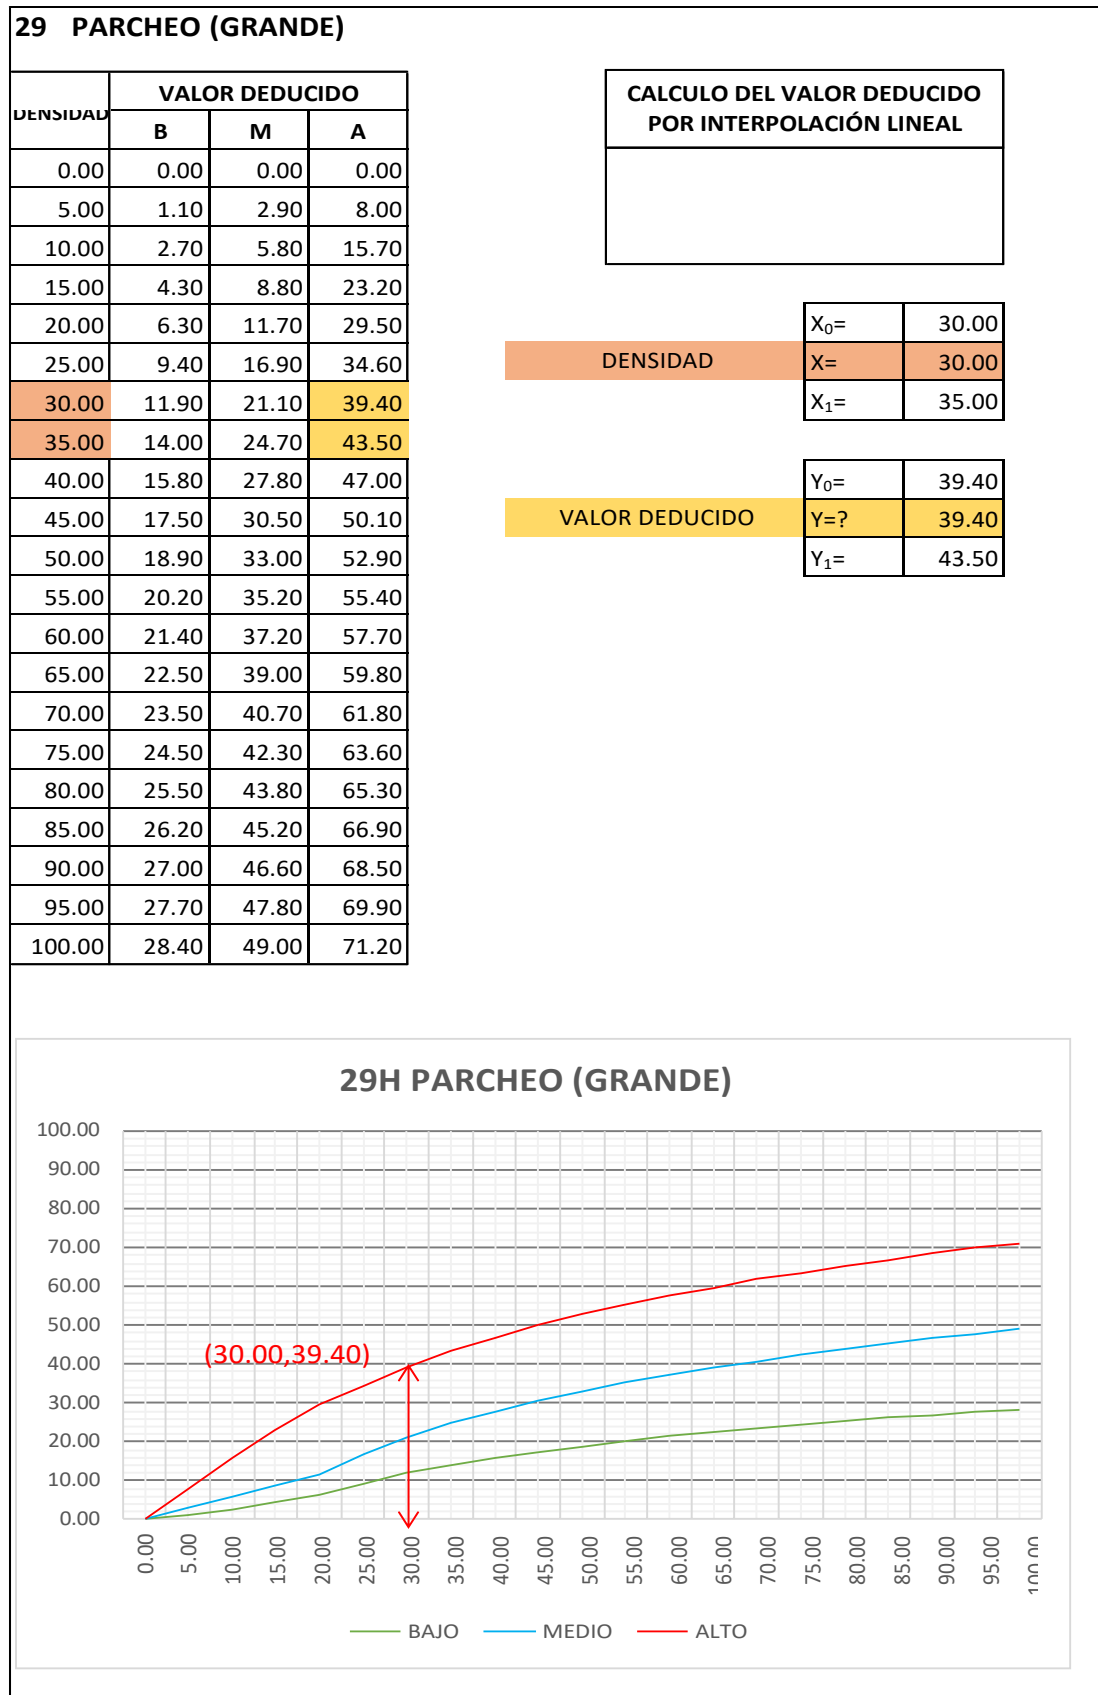 29 PARCHEO (GRANDE)
DENSIDAD VALOR DEDUCIDO
B M A
0.00 0.00 0.00 0.00
5.00 1.10 2.90 8.00
10.00 2.70 5.80 15.70
15.00 4.30 8.80 23.20
20.00 6.30 11.70 29.50
25.00 9.40 16.90 34.60
30.00 11.90 21.10 39.40
35.00 14.00 24.70 43.50
40.00 15.80 27.80 47.00
45.00 17.50 30.50 50.10
50.00 18.90 33.00 52.90
55.00 20.20 35.20 55.40
60.00 21.40 37.20 57.70
65.00 22.50 39.00 59.80
70.00 23.50 40.70 61.80
75.00 24.50 42.30 63.60
80.00 25.50 43.80 65.30
85.00 26.20 45.20 66.90
90.00 27.00 46.60 68.50
95.00 27.70 47.80 69.90
100.00 28.40 49.00 71.20
CALCULO DEL VALOR DEDUCIDO
POR INTERPOLACIÓN LINEAL
X₀= 30.00
DENSIDAD X= 30.00
X₁= 35.00
Y₀= 39.40
VALOR DEDUCIDO Y=? 39.40
Y₁= 43.50
29H PARCHEO (GRANDE)
100.00
90.00
80.00
70.00
60.00
50.00
40.00
30.00
20.00
10.00
0.00
(30.00,39.40)
0.00 5.00 10.00 15.00 20.00 25.00 30.00 35.00 40.00 45.00 50.00 55.00 60.00 65.00 70.00 75.00 80.00 85.00 90.00 95.00 100.00
BAJO MEDIO ALTO